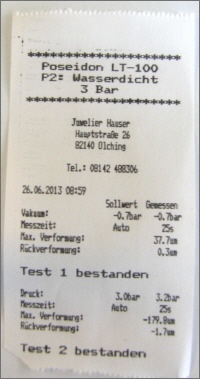 ********************
Poseidon LT-100
P2: Wasserdicht
3 Bar
********************
Juwelier Hauser
Hauptstraße 26
82140 Olching
Tel.: 08142 488306
26.06.2013 08:59
Sollwert Gemessen
Vakuum: -0.7bar -0.7bar
Messzeit: Auto 25s
Max. Verformung: 37.7um
Rückverformung: 0.3um
Test 1 bestanden
Druck: 3.0bar 3.2bar
Messzeit: Auto 25s
Max. Verformung: -179.8um
Rückverformung: -1.7um
Test 2 bestanden